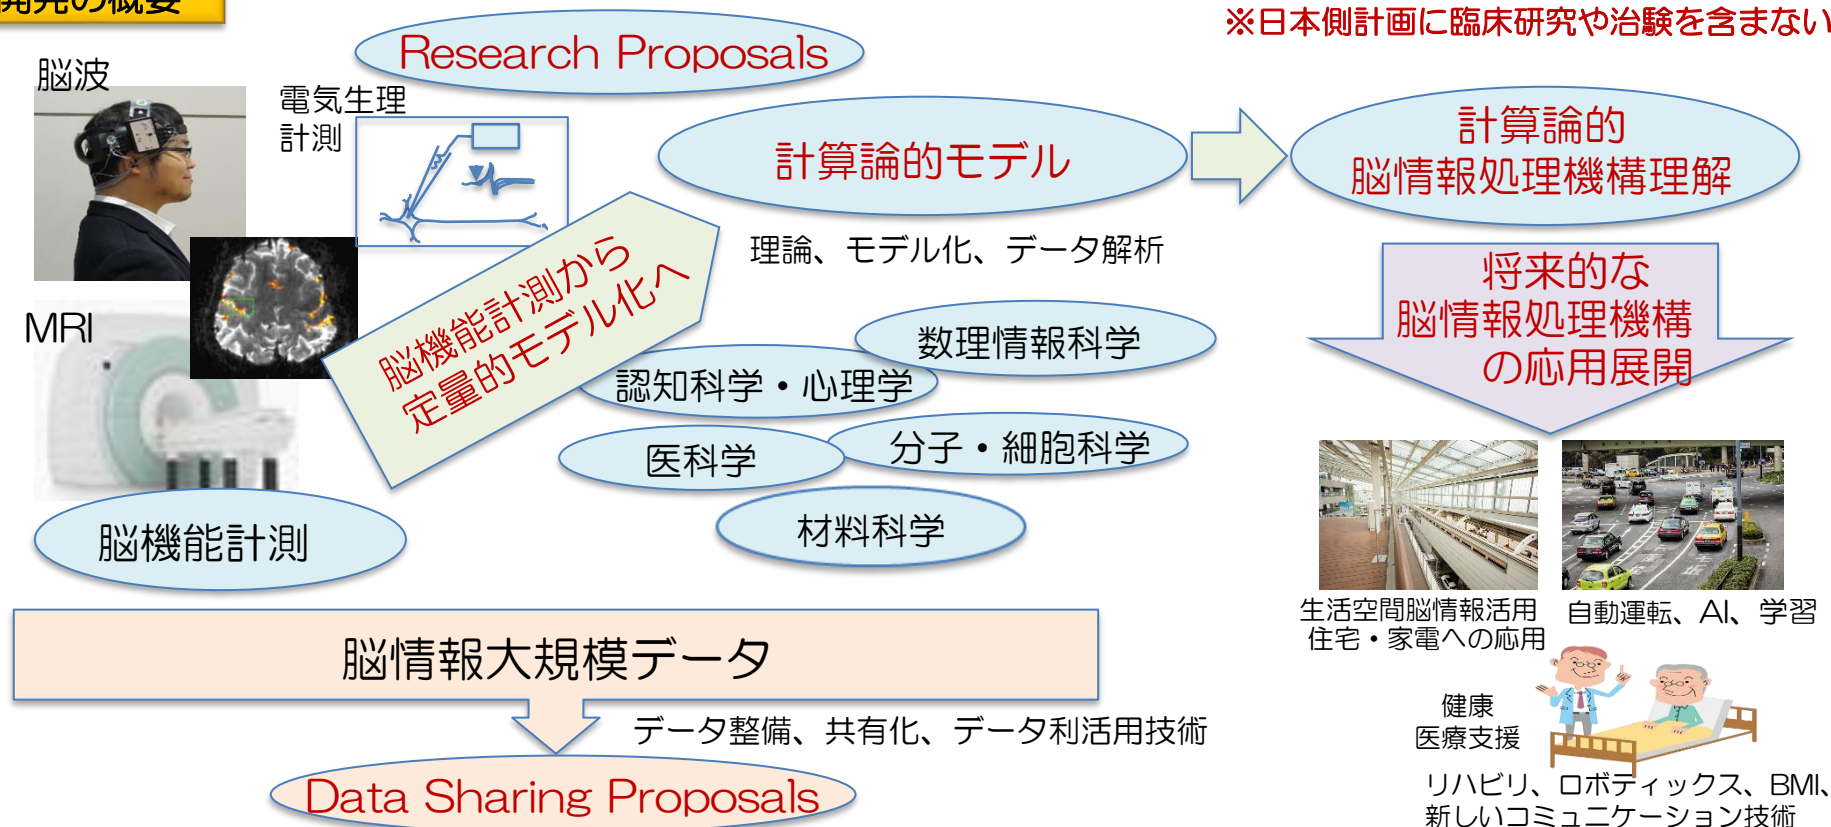 開発の概要
※日本側計画に臨床研究や治験を含まない
Research Proposals
脳波
電気生理
計測
計算論的モデル
計算論的
脳情報処理機構理解
理論、モデル化、データ解析
MRI
脳機能計測から
定量的モデル化へ
数理情報科学
認知科学・心理学
医科学
分子・細胞科学
材料科学
脳機能計測
将来的な
脳情報処理機構
の応用展開
生活空間脳情報活用
住宅・家電への応用
自動運転、AI、学習
脳情報大規模データ
データ整備、共有化、データ利活用技術
Data Sharing Proposals
健康
医療支援
リハビリ、ロボティックス、BMI、
新しいコミュニケーション技術